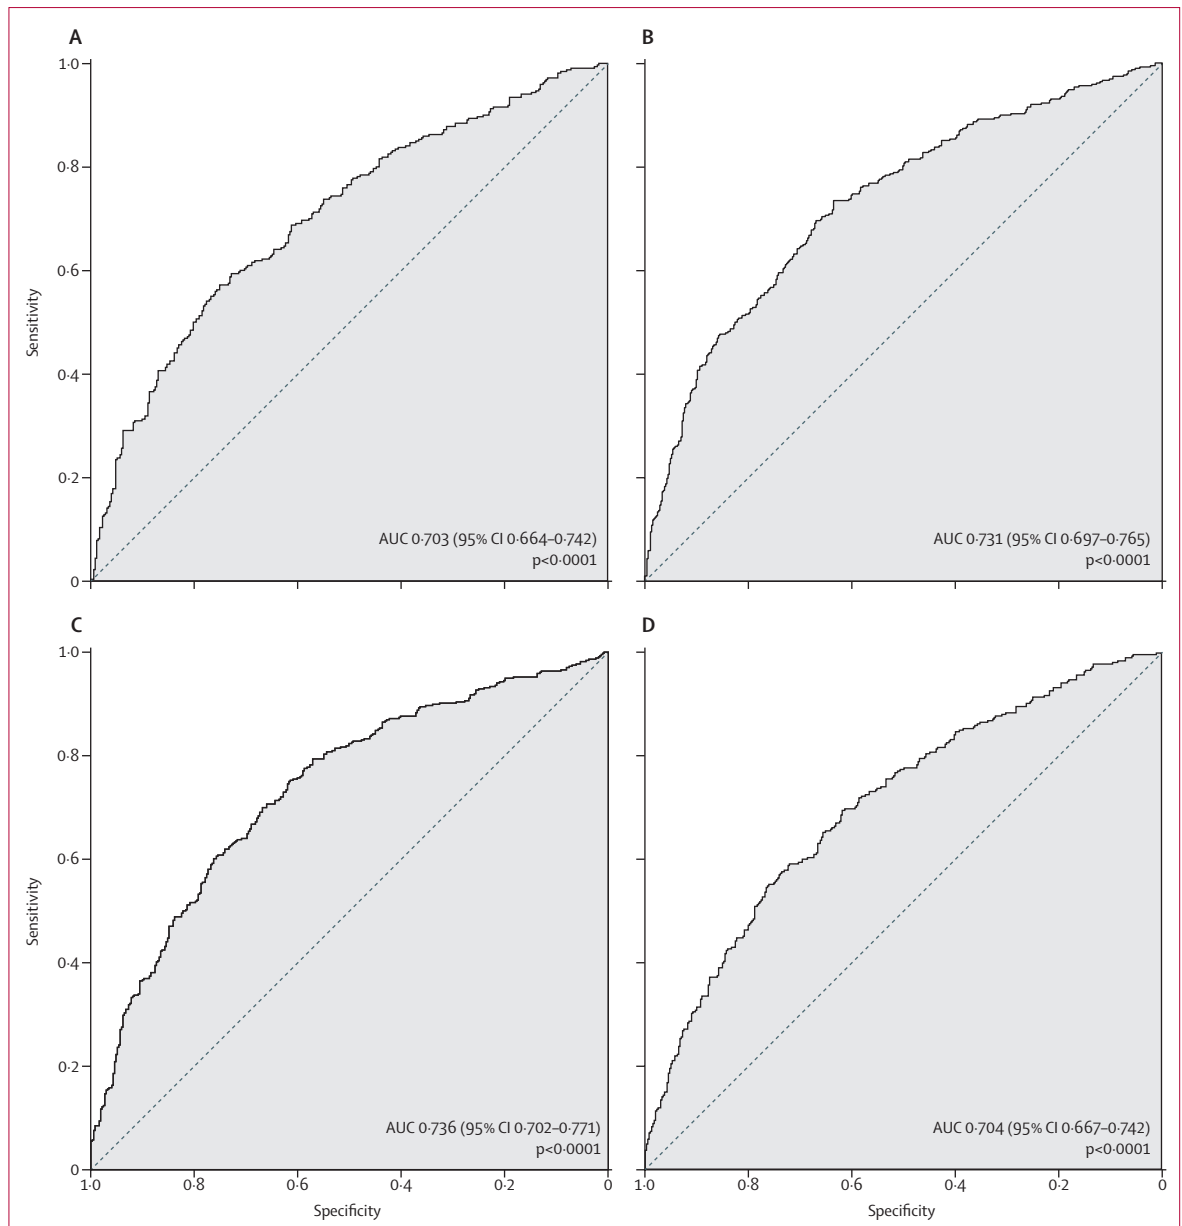 A
B
1·0
0·8
0·6
0·4
0·2
0
Sensitivity
AUC 0·703 (95% CI 0·664–0·742)
p<0·0001
AUC 0·731 (95% CI 0·697–0·765)
p<0·0001
C
D
1·0
0·8
0·6
0·4
0·2
0
Sensitivity
AUC 0·736 (95% CI 0·702–0·771)
p<0·0001
AUC 0·704 (95% CI 0·667–0·742)
p<0·0001
1·0 0·8 0·6 0·4 0·2 0
1·0 0·8 0·6 0·4 0·2 0
Specificity
Specificity